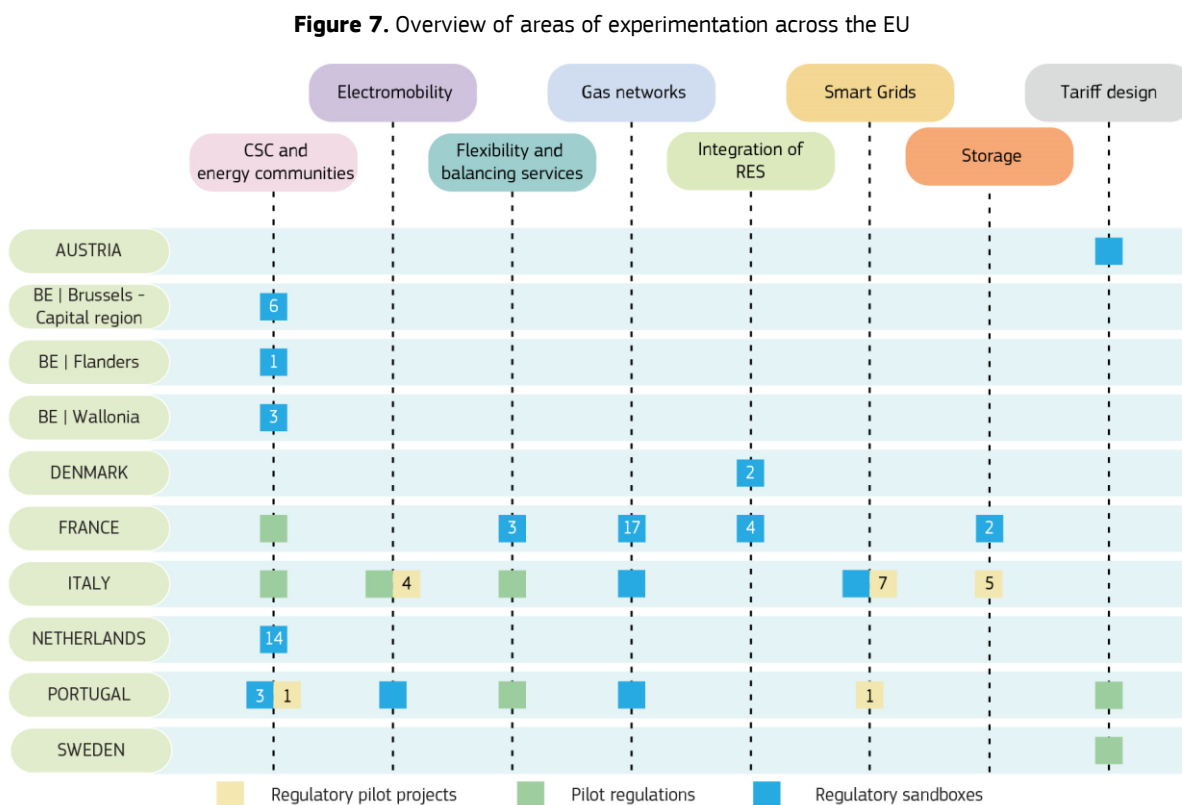 Figure 7. Overview of areas of experimentation across the EU
Electromobility
Gas networks
Smart Grids
Tariff design
CSC and
energy communities
Flexibility and
balancing services
Integration of
RES
Storage
AUSTRIA
BE | Brussels -
Capital region
6
BE | Flanders
1
BE | Wallonia
3
DENMARK
2
FRANCE
3 17 4 2
ITALY
4 7 5
NETHERLANDS
14
PORTUGAL
3 1 1
SWEDEN
Regulatory pilot projects
Pilot regulations
Regulatory sandboxes